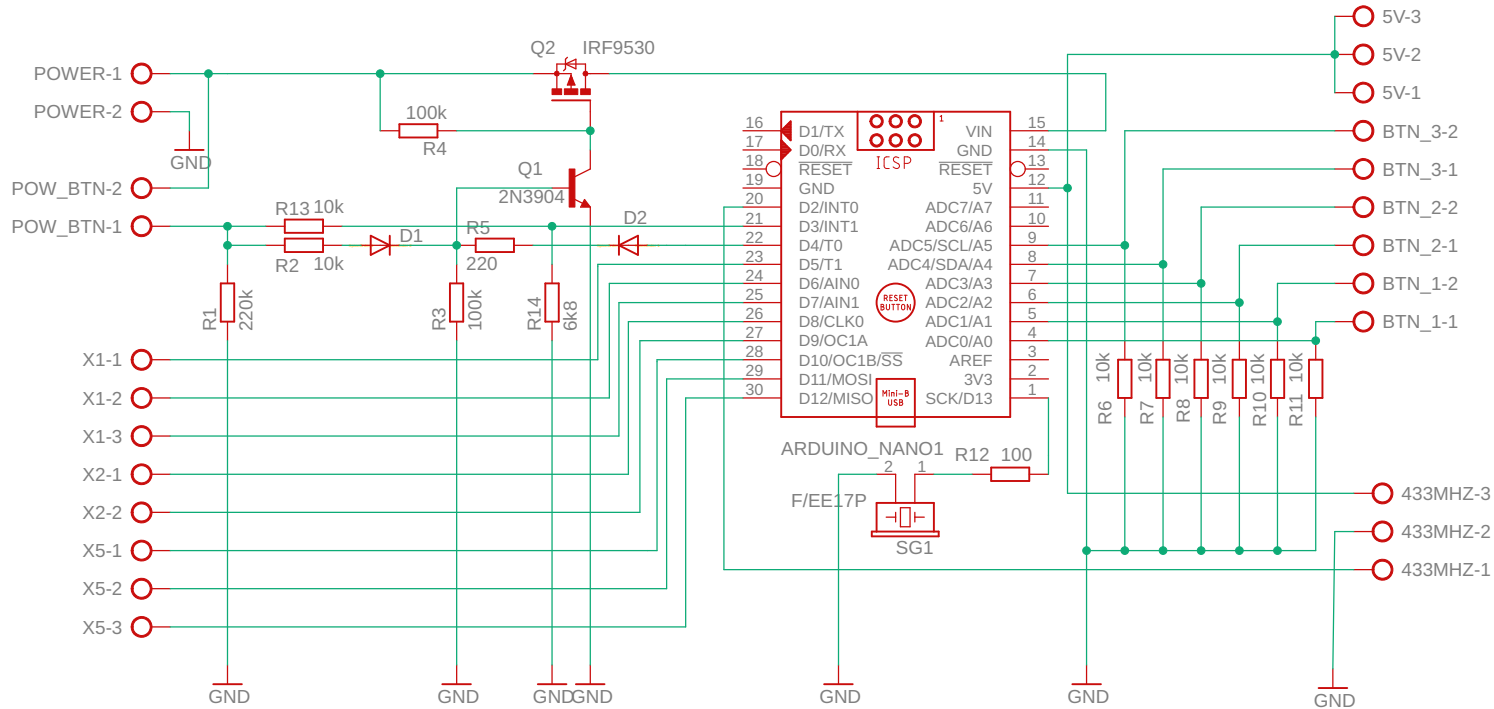 5V-3
Q2 IRF9530
5V-2
POWER-1
5V-1
POWER-2
100k
R4
16 D1/TX
1
VIN 15
BTN_3-2
17 D0/RX
GND 14
GND
ICSP
Q1
18 RESET
RESET 13
BTN_3-1
POW_BTN-2
2N3904
19 GND
5V 12
20 D2/INT0
ADC7/A7 11
BTN_2-2
R13 10k
D2
POW_BTN-1
R5
21 D3/INT1
ADC6/A6 10
D1
22 D4/T0
ADC5/SCL/A5 9
BTN_2-1
R2 10k
220
23 D5/T1
ADC4/SDA/A4 8
24 D6/AIN0
ADC3/A3 7
BTN_1-2
R1 220k
R3 100k
R14 6k8
25 D7/AIN1
RESET
BUTTON
ADC2/A2 6
26 D8/CLK0
ADC1/A1 5
BTN_1-1
27 D9/OC1A
ADC0/A0 4
X1-1
28 D10/OC1B/SS
AREF 3
29 D11/MOSI
3V3 2
X1-2
30 D12/MISO
Mini-B
USB
SCK/D13 1
R6 10k
R7 10k
R8 10k
R9 10k
R10 10k
R11 10k
X1-3
ARDUINO_NANO1
R12 100
X2-1
2 1
F/EE17P
433MHZ-3
X2-2
433MHZ-2
SG1
X5-1
433MHZ-1
X5-2
X5-3
GND
GND
GND
GND
GND
GND
GND